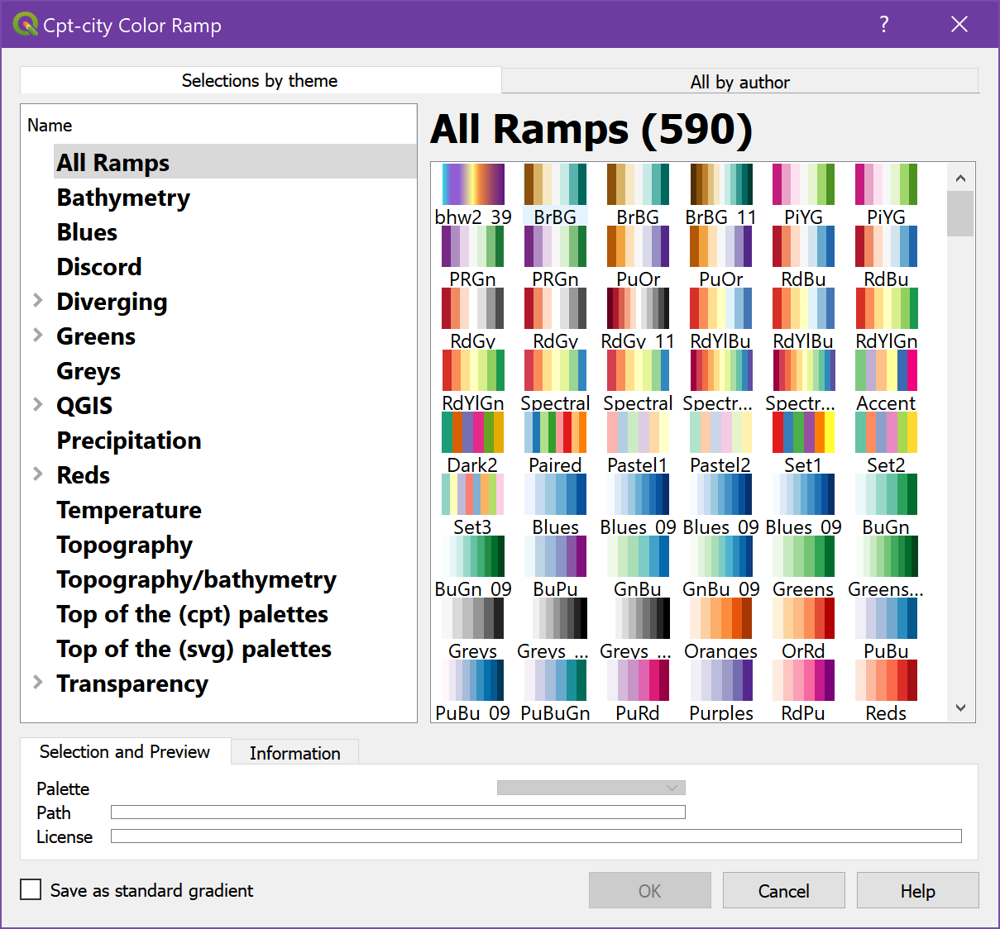 Cpt-city Color Ramp
?
Selections by theme
All by author
Name
All Ramps
Bathymetry
Blues
Discord
Diverging
Greens
Greys
QGIS
Precipitation
Reds
Temperature
Topography
Topography/bathymetry
Top of the (cpt) palettes
Top of the (svg) palettes
Transparency
All Ramps (590)
bhw2_39 BrBG BrBG BrBG_11 PiYG PiYG
PRGn PRGn PuOr PuOr RdBu RdBu
RdGy RdGy RdGy_11 RdYlBu RdYlBu RdYlGn
RdYlGn Spectral Spectral Spectr... Spectr... Accent
Dark2 Paired Pastel1 Pastel2 Set1 Set2
Set3 Blues Blues_09 Blues_09 Blues_09 BuGn
BuGn_09 BuPu GnBu GnBu_09 Greens Greens...
Greys Greys_... Greys_... Oranges OrRd PuBu
PuBu_09 PuBuGn PuRd Purples RdPu Reds
Selection and Preview
Information
Palette
Path
License
Save as standard gradient
OK
Cancel
Help